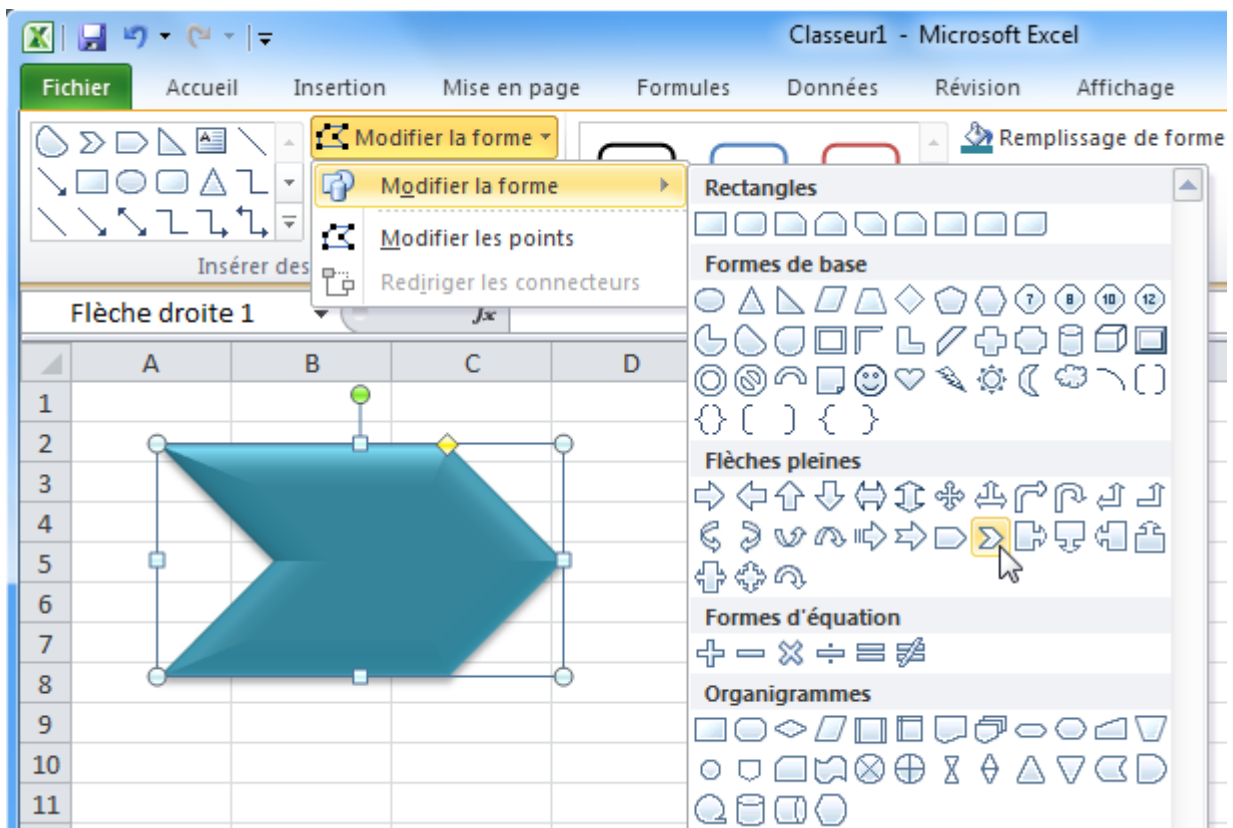 Classeur1 - Microsoft Excel
Fichier Accueil Insertion Mise en page Formules Données Révision Affichage
Modifier la forme
Remplissage de forme
Modifier la forme
Modifier les points
Rediriger les connecteurs
Insérer des
Rectangles
Formes de base
7 8 10 12
Flèches pleines
Formes d'équation
Organigrammes
Flèche droite 1
fx
A B C D
1
2
3
4
5
6
7
8
9
10
11